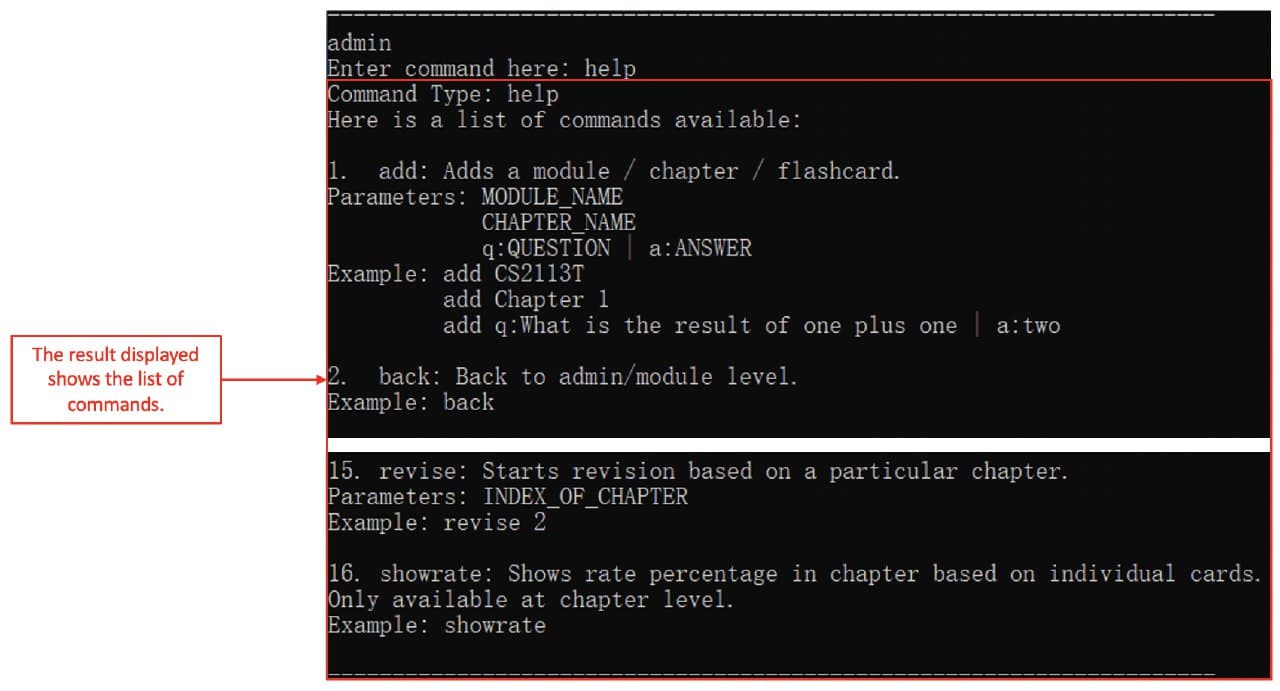 admin
Enter command here: help
Command Type: help
Here is a list of commands available:
1.  add: Adds a module / chapter / flashcard.
Parameters: MODULE_NAME
            CHAPTER_NAME
            q:QUESTION | a:ANSWER
Example: add CS2113T
         add Chapter 1
         add q:What is the result of one plus one | a:two
The result displayed
shows the list of
commands.
2.  back: Back to admin/module level.
Example: back
15. revise: Starts revision based on a particular chapter.
Parameters: INDEX_OF_CHAPTER
Example: revise 2
16. showrate: Shows rate percentage in chapter based on individual cards.
Only available at chapter level.
Example: showrate